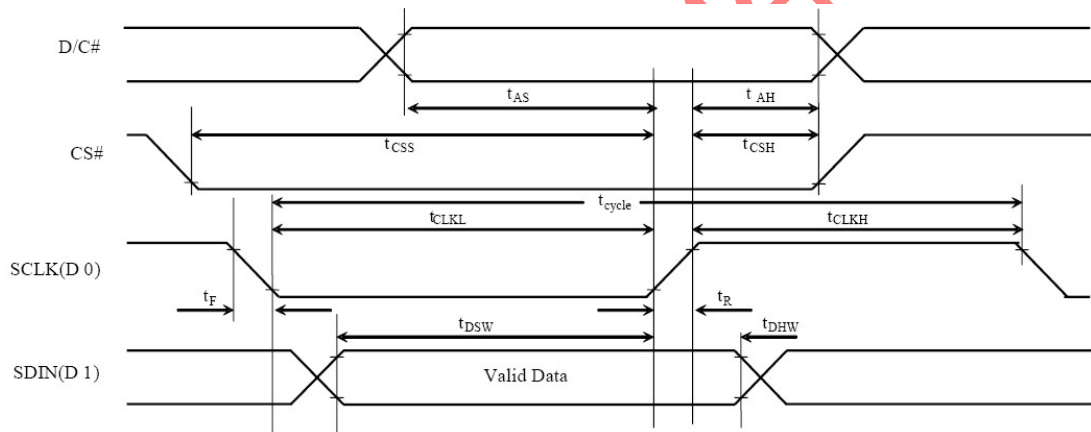 D/C#
tAS
t AH
tCSS
tCSH
CS#
tcycle
tCLKL
tCLKH
SCLK(D 0)
tF
tR
tDSW
tDHW
SDIN(D 1)
Valid Data